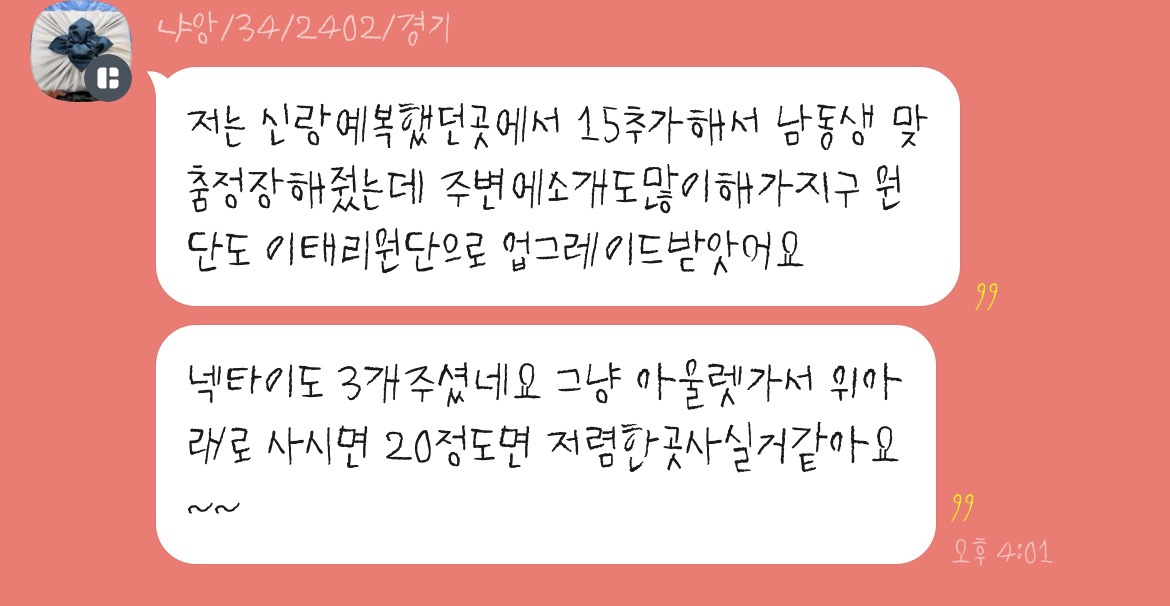 냐앙/34/2402/경기
저는 신랑예복했던곳에서 15추가해서 남동생 맞
춤정장해줬는데 주변에소개도많이해가지구 원
단도 이태리원단으로 업그레이드받았어요
99
넥타이도 3개주셨네요 그냥 아울렛가서 위아
래로 사시면 20정도면 저렴한곳사실거같아요
~~
99
오후 4:01